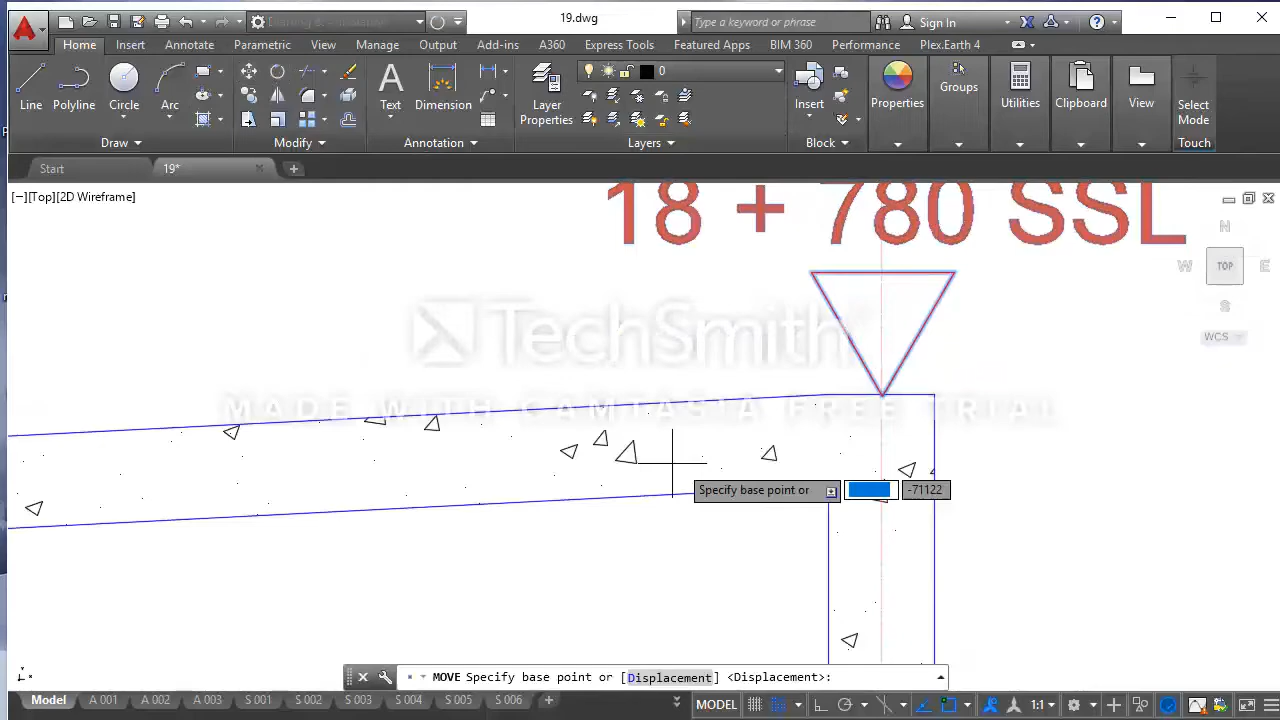 19.dwg
Type a keyword or phrase
Sign In
Home Insert Annotate Parametric View Manage Output Add-ins A360 Express Tools Featured Apps BIM 360 Performance Plex.Earth 4
0
Line Polyline Circle Arc Text Dimension Layer Properties Insert Properties Groups Utilities Clipboard View Select Mode
Draw Modify Annotation Layers Block Touch
Start 19*
[−][Top][2D Wireframe]
18 + 780 SSL
N
W TOP E
S
WCS
TechSmith
MADE WITH CAMTASIA FREE TRIAL
Specify base point or -71122
MOVE Specify base point or [Displacement] <Displacement>:
Model A 001 A 002 A 003 S 001 S 002 S 003 S 004 S 005 S 006 MODEL 1:1